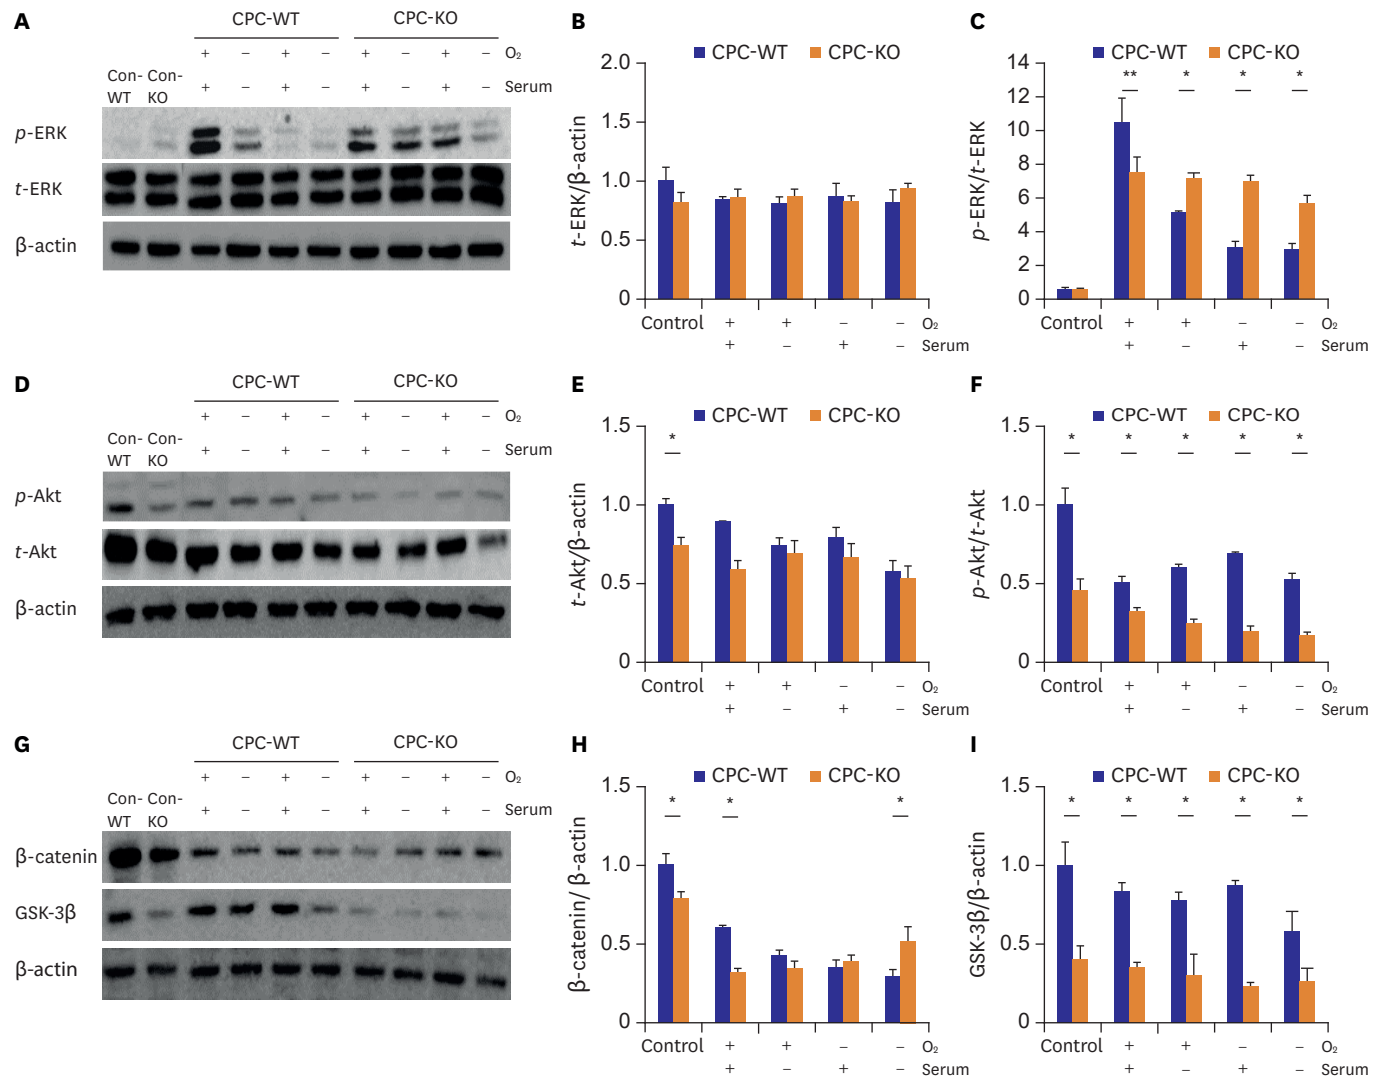 A
CPC-WT CPC-KO
+ − + − + − + − O₂
Con-WT Con-KO + − + − + − + − Serum
p-ERK
t-ERK
β-actin
B
CPC-WT CPC-KO
t-ERK/β-actin
2.0
1.5
1.0
0.5
0
Control + + − − O₂
+ − + − Serum
C
CPC-WT CPC-KO
p-ERK/t-ERK
14
** * * *
12
10
8
6
4
2
0
Control + + − − O₂
+ − + − Serum
D
CPC-WT CPC-KO
+ − + − + − + − O₂
Con-WT Con-KO + − + − + − + − Serum
p-Akt
t-Akt
β-actin
E
CPC-WT CPC-KO
t-Akt/β-actin
1.5
*
1.0
0.5
0
Control + + − − O₂
+ − + − Serum
F
CPC-WT CPC-KO
p-Akt/t-Akt
1.5
* * * * *
1.0
0.5
0
Control + + − − O₂
+ − + − Serum
G
CPC-WT CPC-KO
+ − + − + − + − O₂
Con-WT Con-KO + − + − + − + − Serum
β-catenin
GSK-3β
β-actin
H
CPC-WT CPC-KO
β-catenin/ β-actin
1.5
* * *
1.0
0.5
0
Control + + − − O₂
+ − + − Serum
I
CPC-WT CPC-KO
GSK-3β/β-actin
1.5
* * * * *
1.0
0.5
0
Control + + − − O₂
+ − + − Serum